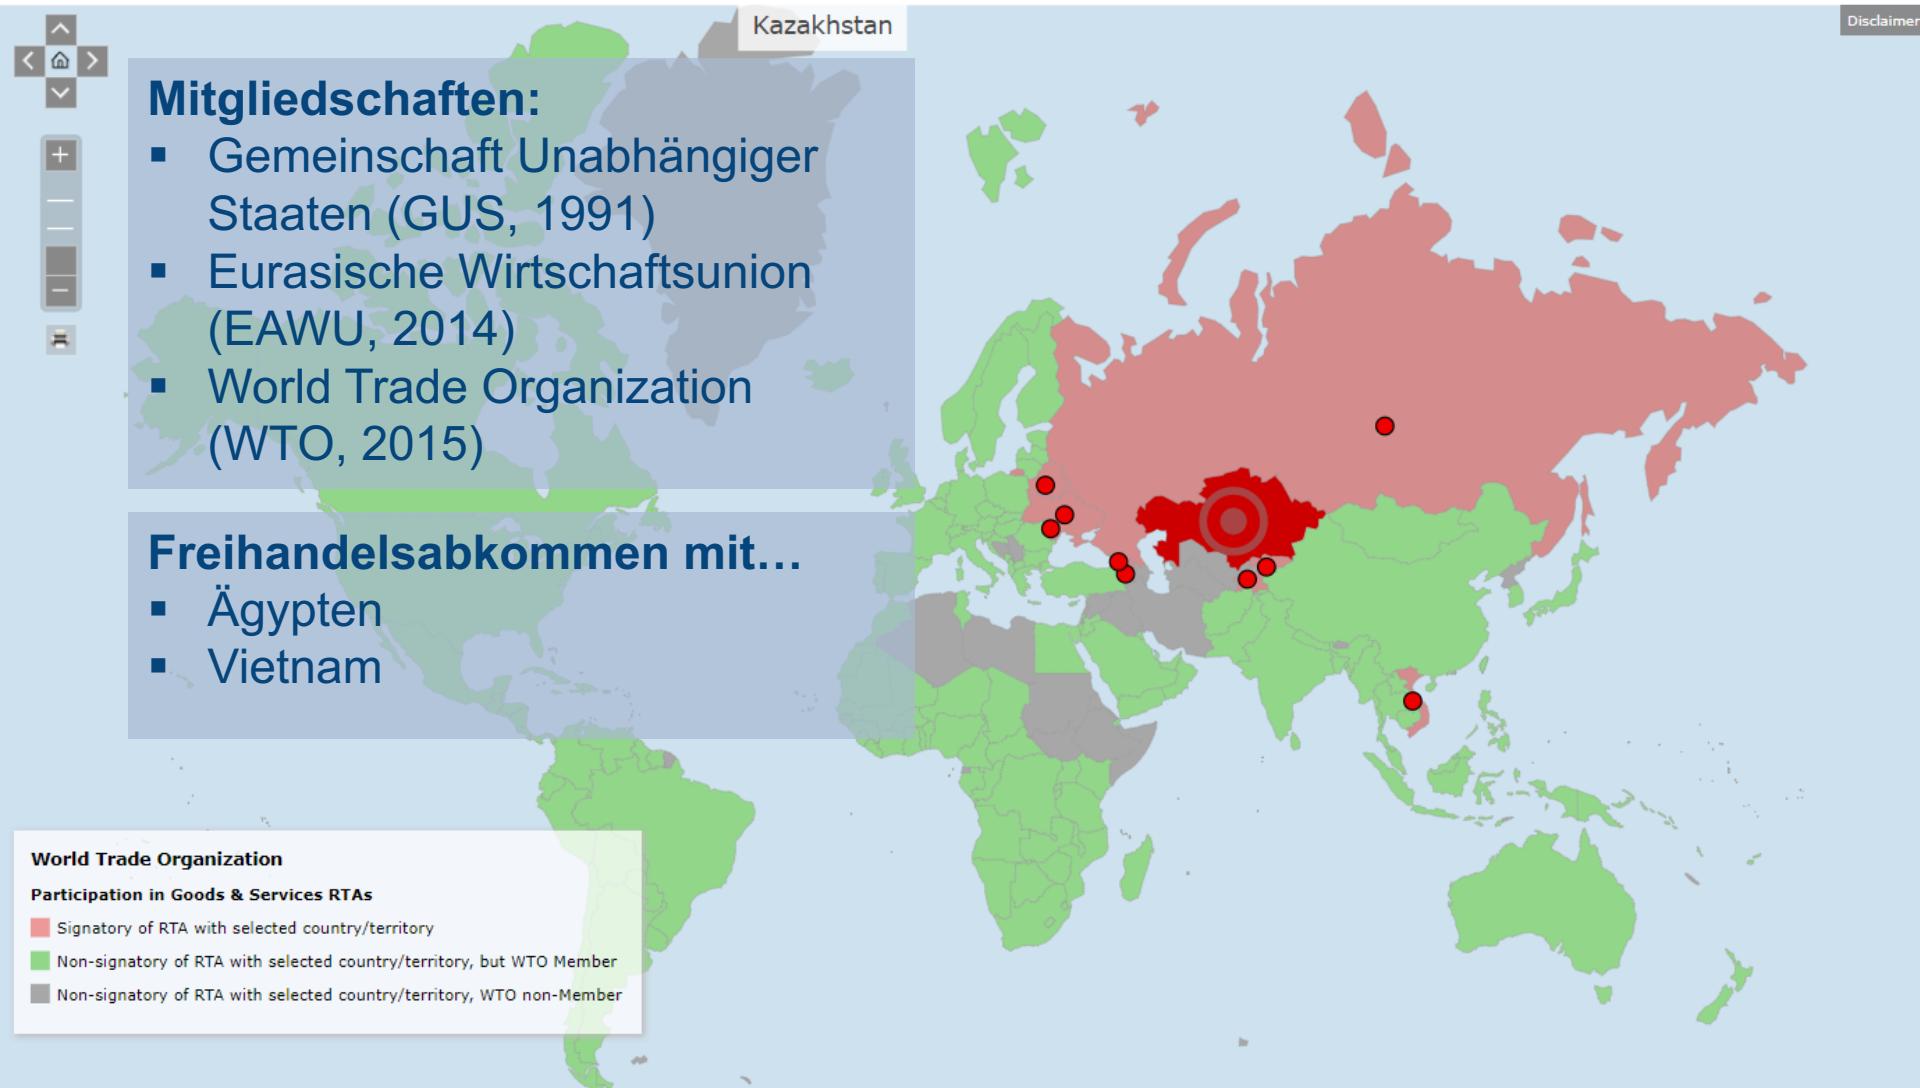 Kazakhstan
Disclaimer
Mitgliedschaften:
▪ Gemeinschaft Unabhängiger
Staaten (GUS, 1991)
▪ Eurasische Wirtschaftsunion
(EAWU, 2014)
▪ World Trade Organization
(WTO, 2015)
Freihandelsabkommen mit…
▪ Ägypten
▪ Vietnam
World Trade Organization
Participation in Goods & Services RTAs
Signatory of RTA with selected country/territory
Non-signatory of RTA with selected country/territory, but WTO Member
Non-signatory of RTA with selected country/territory, WTO non-Member